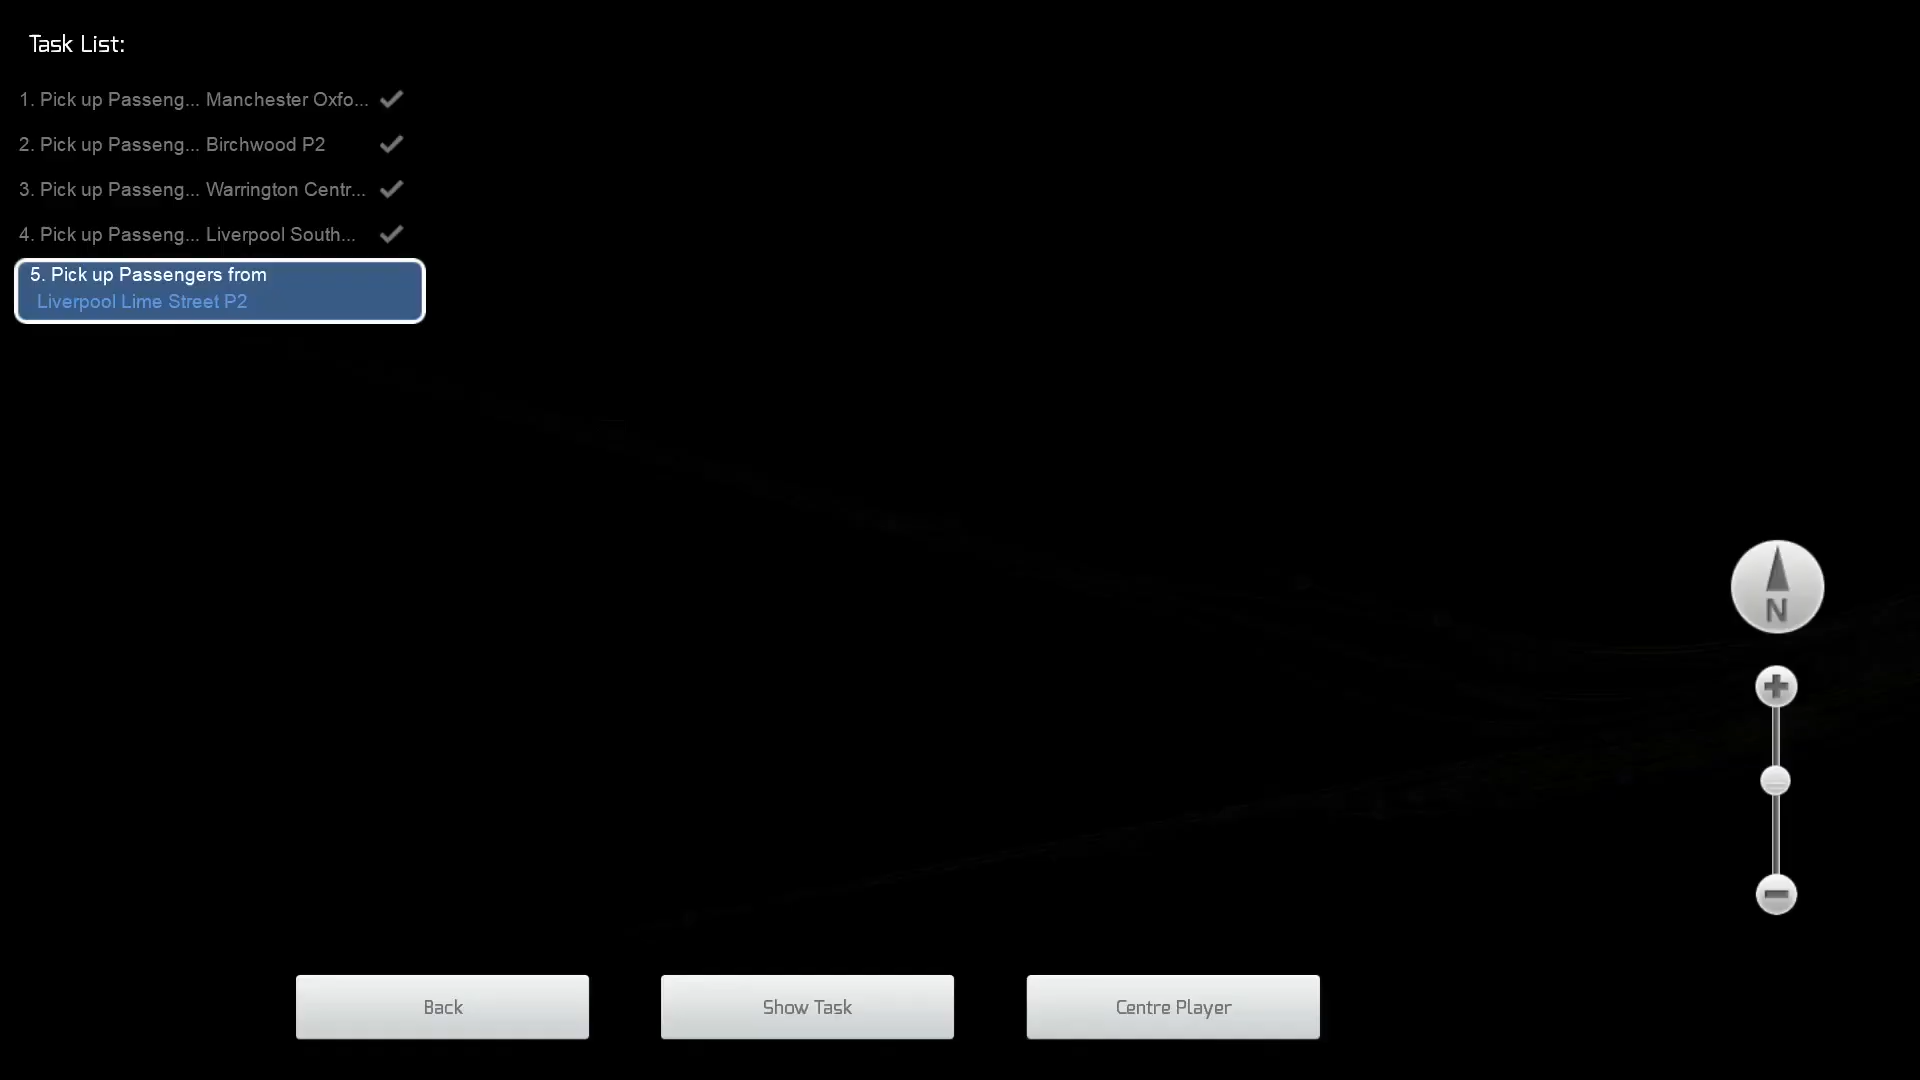 Task List:
1. Pick up Passeng... Manchester Oxfo...
2. Pick up Passeng... Birchwood P2
3. Pick up Passeng... Warrington Centr...
4. Pick up Passeng... Liverpool South...
5. Pick up Passengers from
Liverpool Lime Street P2
N
Back
Show Task
Centre Player